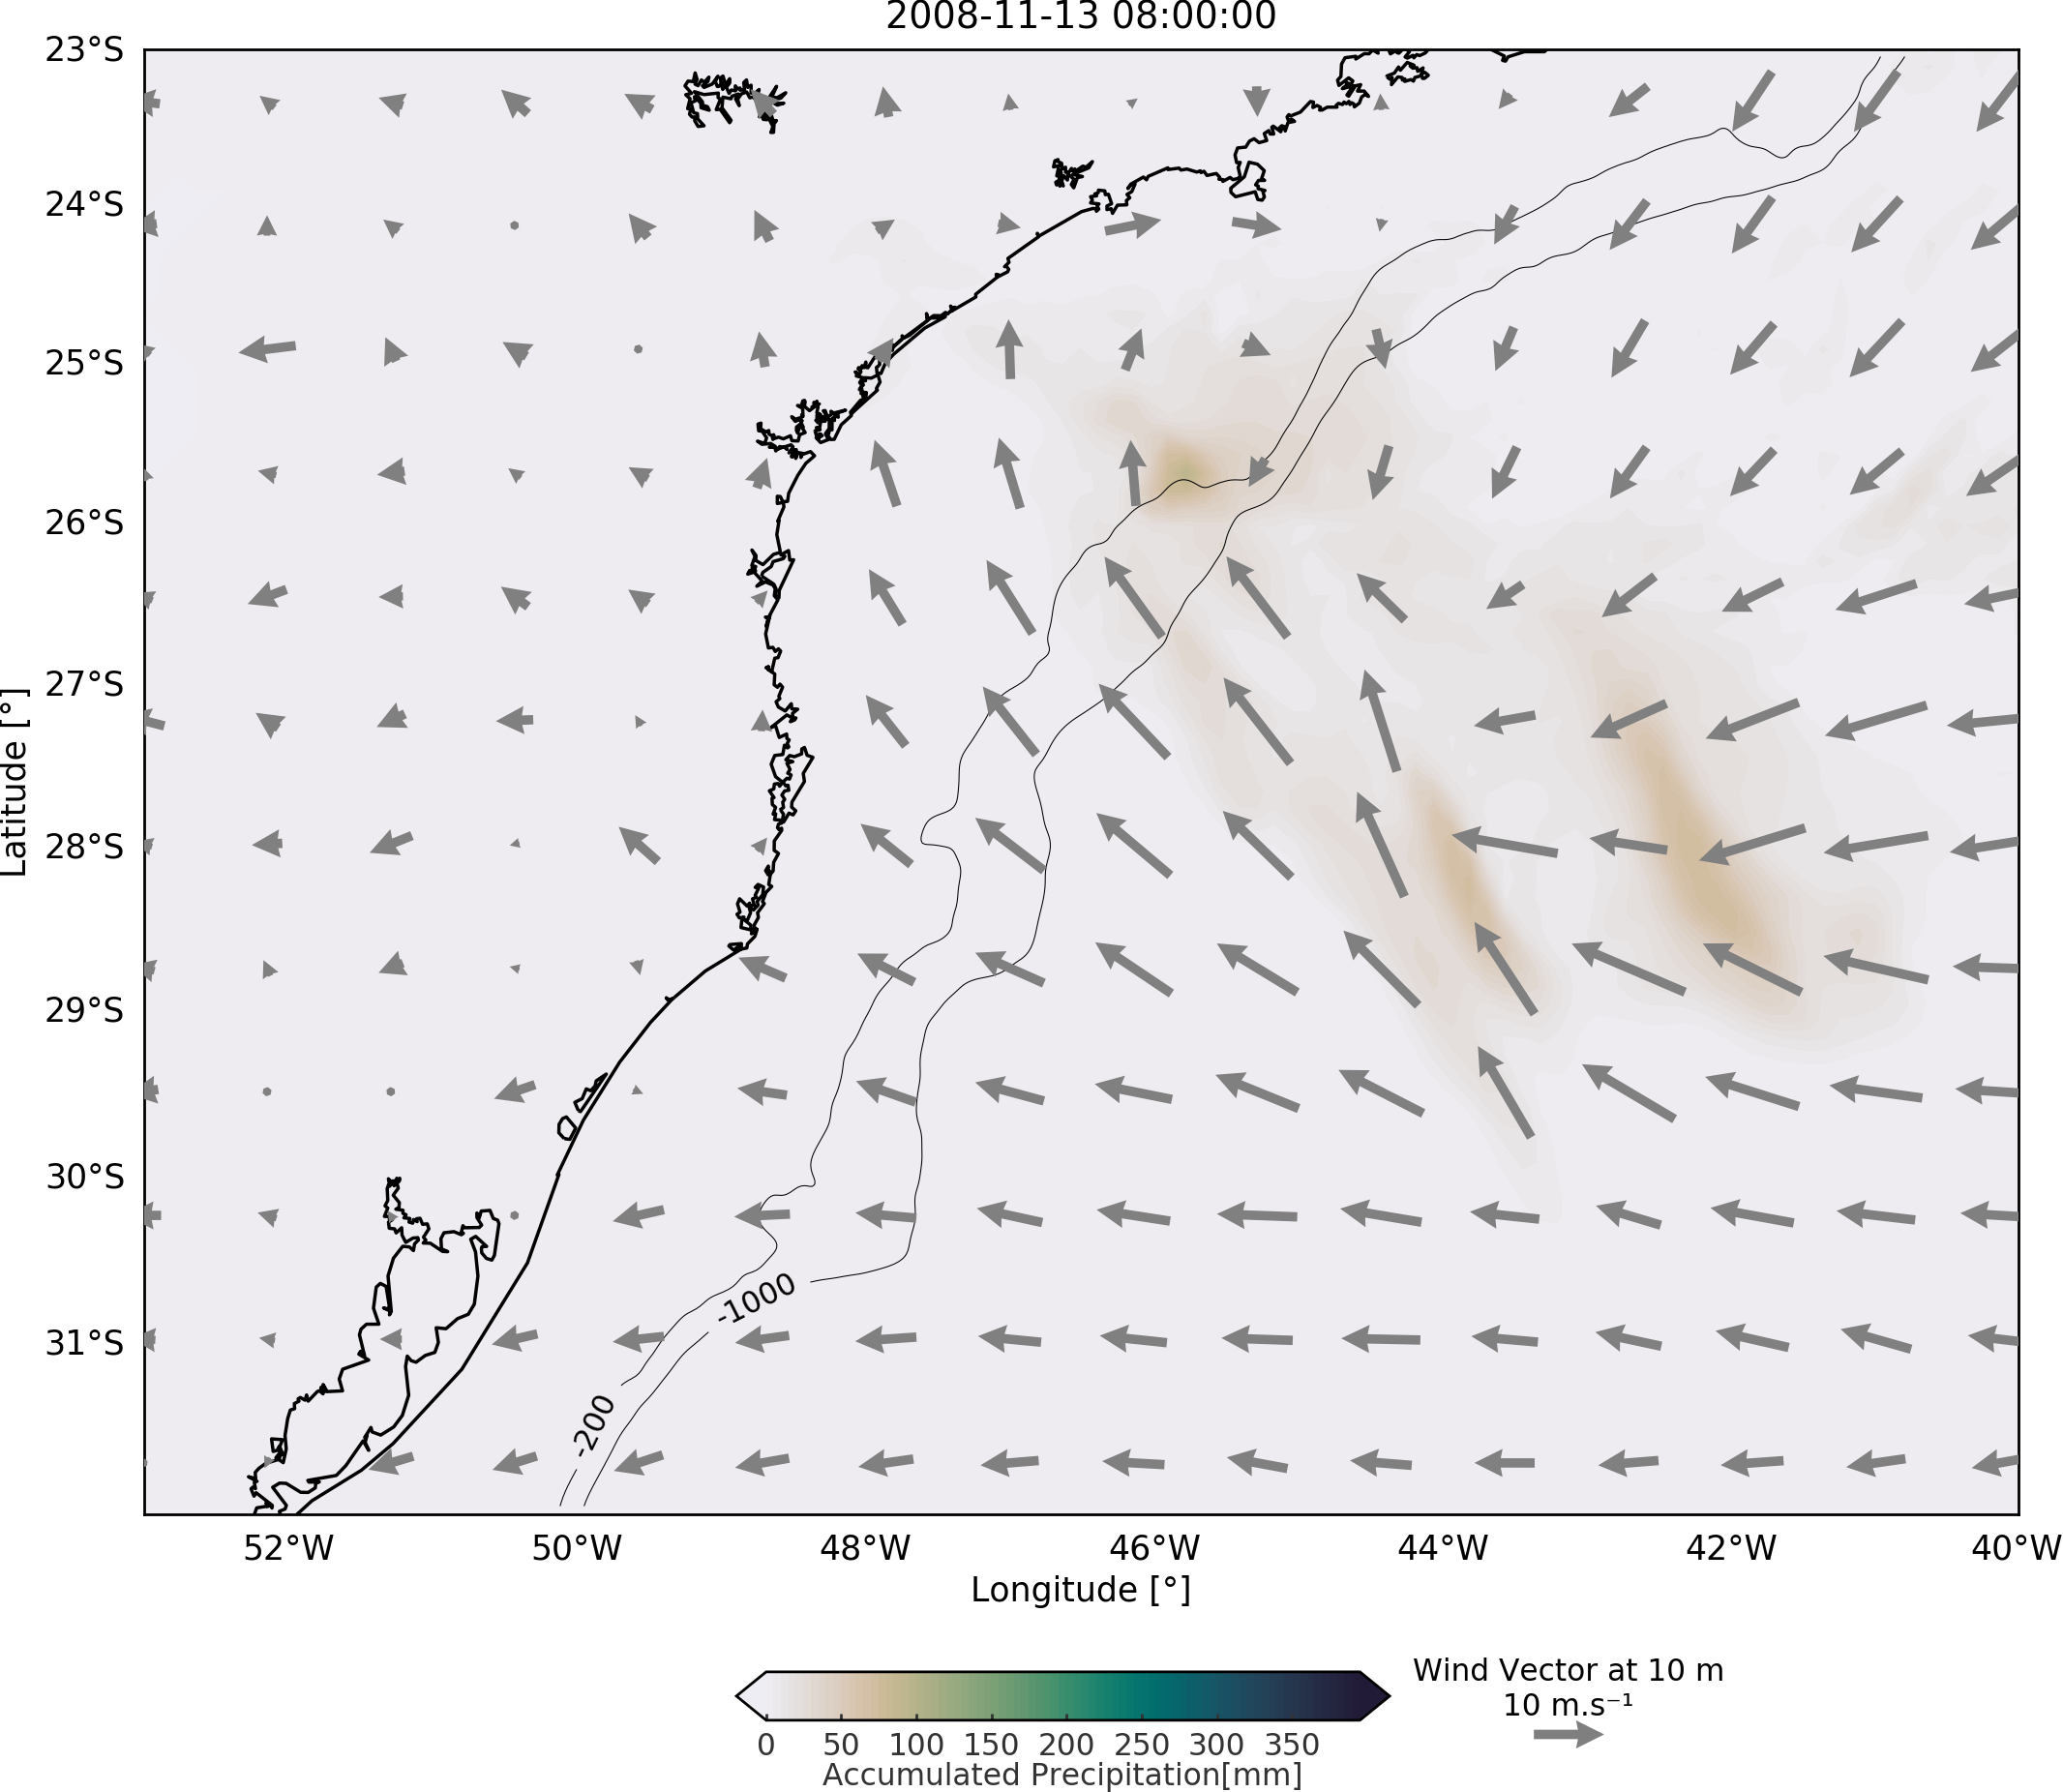 2008-11-13 08:00:00
23°S
24°S
25°S
26°S
27°S
28°S
29°S
30°S
31°S
Latitude [°]
-1000
-200
52°W
50°W
48°W
46°W
44°W
42°W
40°W
Longitude [°]
0
50
100
150
200
250
300
350
Accumulated Precipitation[mm]
Wind Vector at 10 m
10 m.s⁻¹